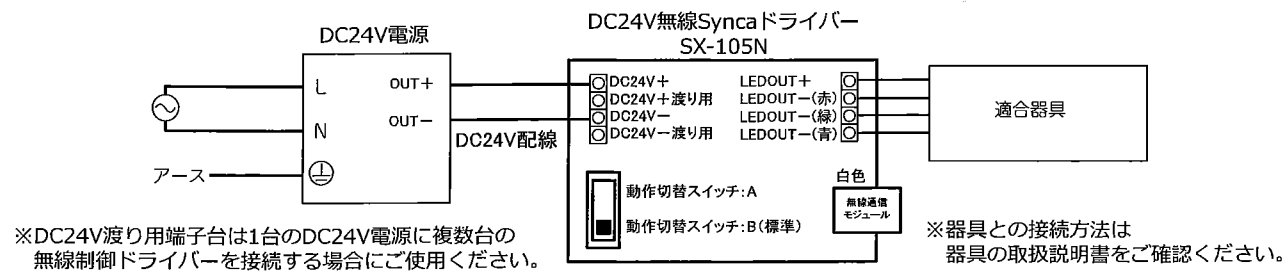 DC24V無線Syncaドライバー
SX-105N
DC24V電源
L
N
アース
OUT+
OUT−
DC24V配線
DC24V+
DC24V+渡り用
DC24V−
DC24V−渡り用
LEDOUT+
LEDOUT−(赤)
LEDOUT−(緑)
LEDOUT−(青)
動作切替スイッチ:A
動作切替スイッチ:B(標準)
白色
無線通信
モジュール
適合器具
※DC24V渡り用端子台は1台のDC24V電源に複数台の
無線制御ドライバーを接続する場合にご使用ください。
※器具との接続方法は
器具の取扱説明書をご確認ください。